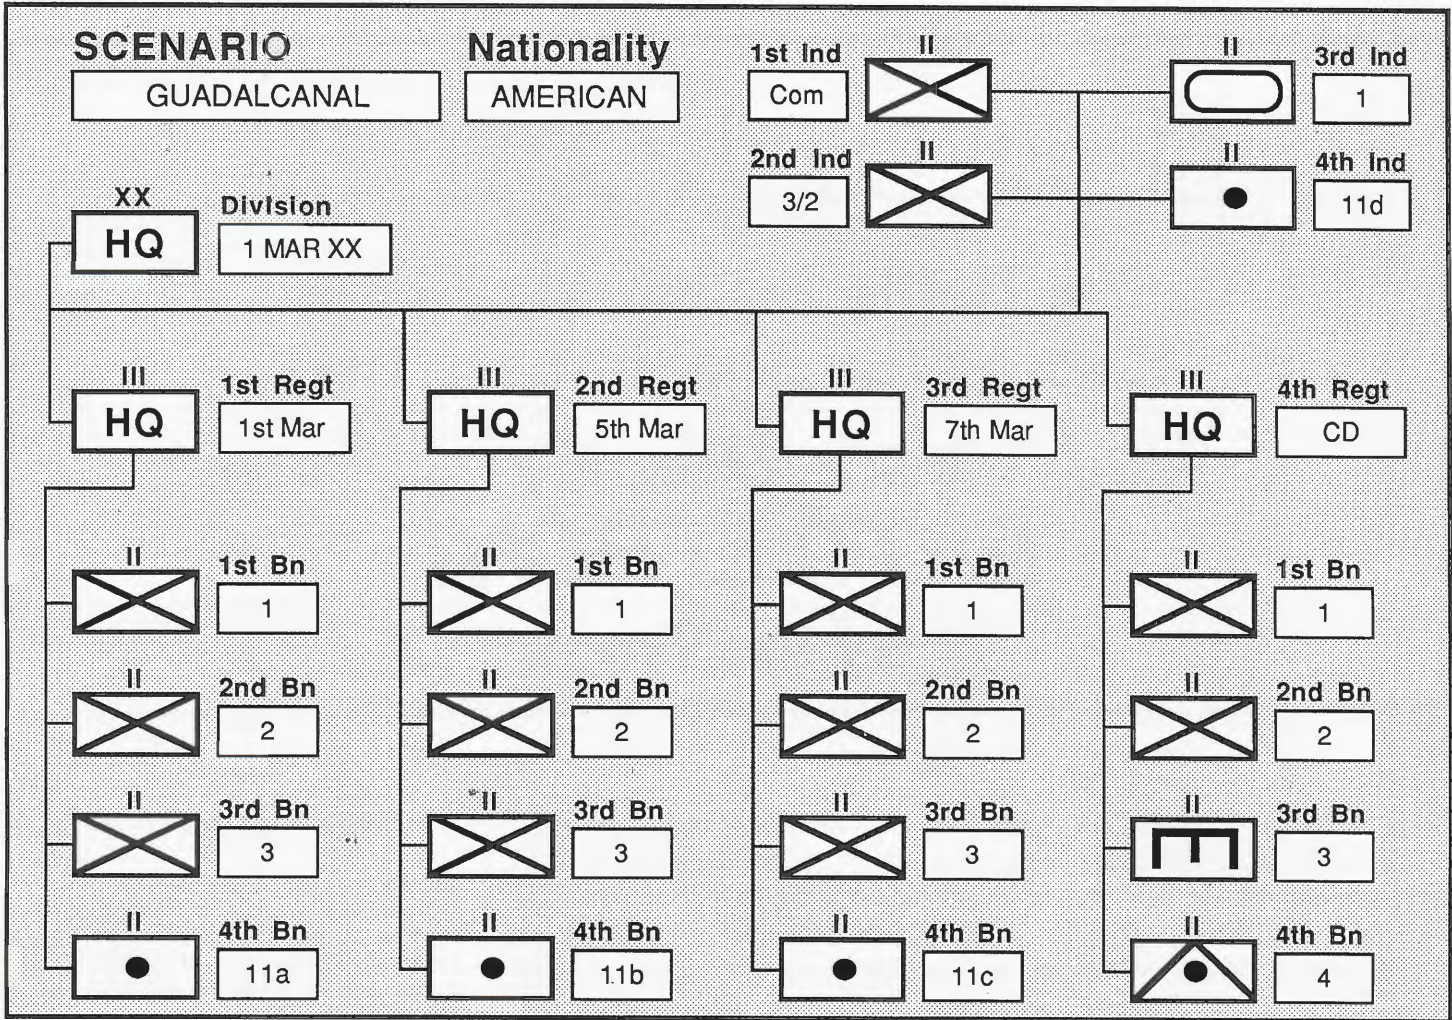 SCENARIO
Nationality
GUADALCANAL
AMERICAN
1st Ind
II
Com
II
3rd Ind
1
2nd Ind
II
3/2
II
4th Ind
11d
XX
Division
HQ
1 MAR XX
III
1st Regt
HQ
1st Mar
III
2nd Regt
HQ
5th Mar
III
3rd Regt
HQ
7th Mar
III
4th Regt
HQ
CD
II
1st Bn
1
II
1st Bn
1
II
1st Bn
1
II
1st Bn
1
II
2nd Bn
2
II
2nd Bn
2
II
2nd Bn
2
II
2nd Bn
2
II
3rd Bn
3
II
3rd Bn
3
II
3rd Bn
3
II
3rd Bn
3
II
4th Bn
11a
II
4th Bn
11b
II
4th Bn
11c
II
4th Bn
4